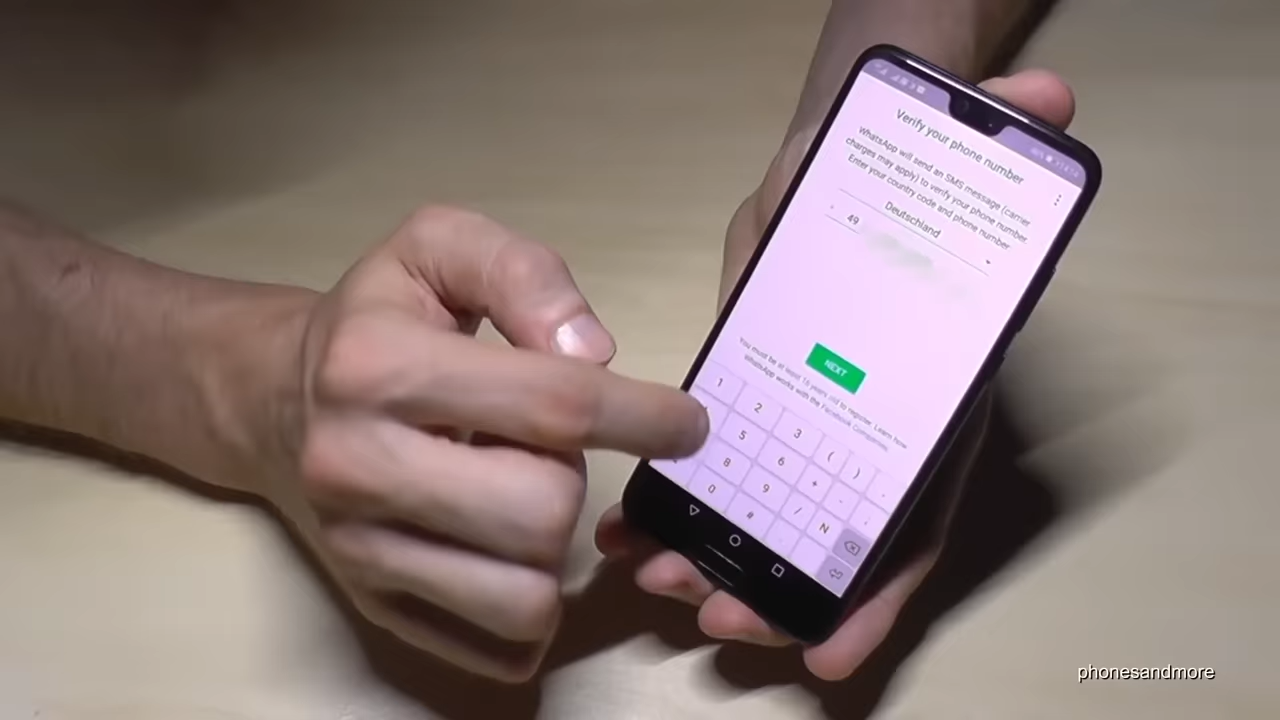 Verify your phone number
WhatsApp will send an SMS message (carrier
charges may apply) to verify your phone number.
Enter your country code and phone number
Deutschland
49
NEXT
You must be at least 16 years old to register. Learn how
WhatsApp works with the Facebook Companies.
1
2
3
( )
5
6
+
8
9
/
N
0
#
phonesandmore